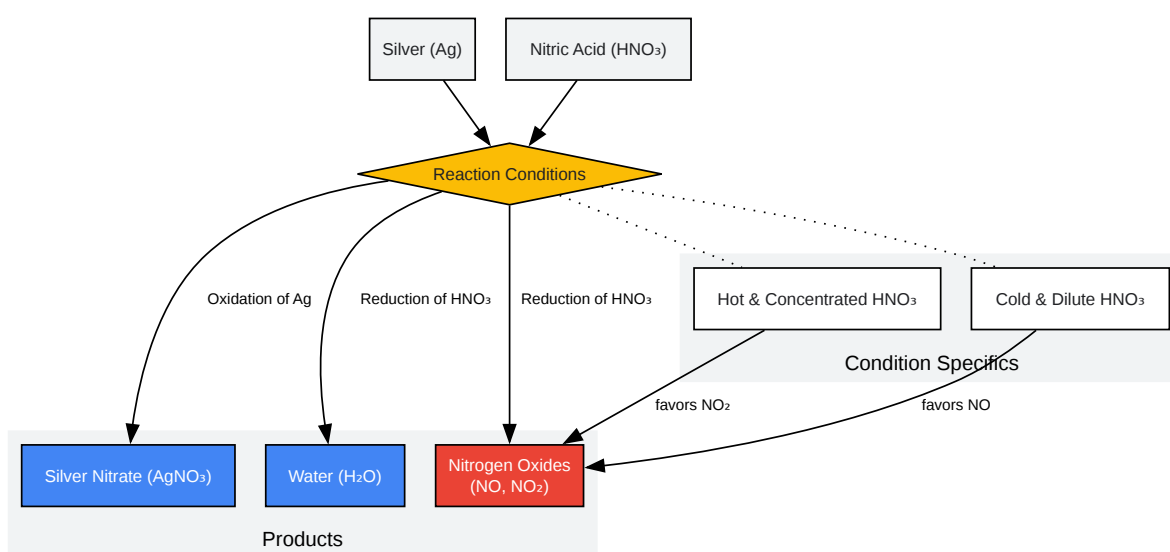 Silver (Ag)
Nitric Acid (HNO₃)
Reaction Conditions
Oxidation of Ag
Reduction of HNO₃
Reduction of HNO₃
Hot & Concentrated HNO₃
Cold & Dilute HNO₃
Condition Specifics
favors NO₂
favors NO
Silver Nitrate (AgNO₃)
Water (H₂O)
Nitrogen Oxides
(NO, NO₂)
Products